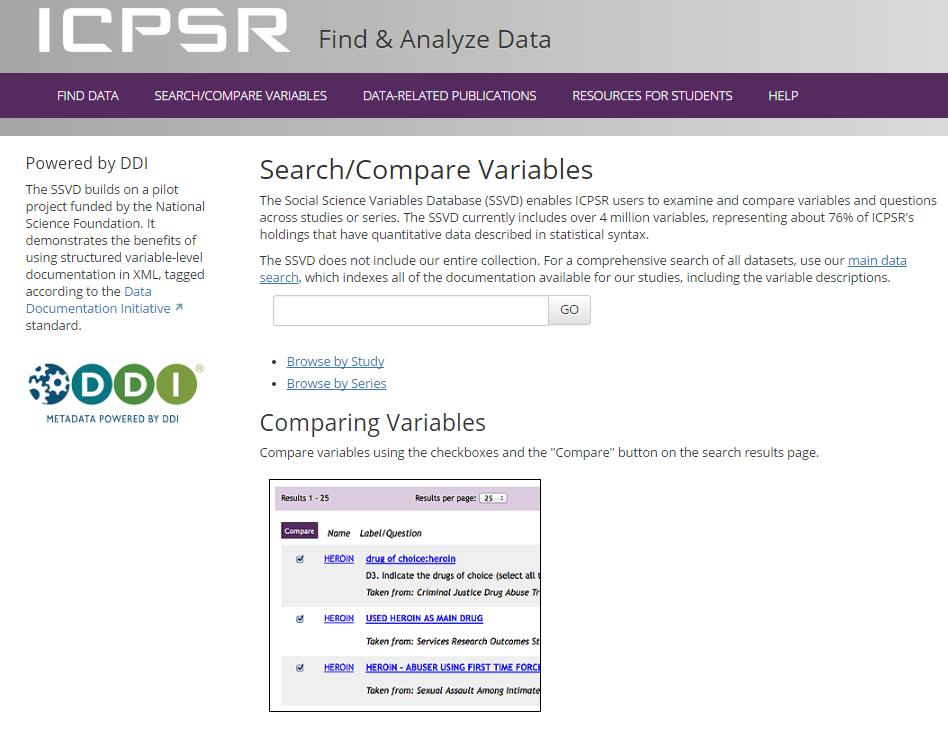 ICPSR Find & Analyze Data
FIND DATA SEARCH/COMPARE VARIABLES DATA-RELATED PUBLICATIONS RESOURCES FOR STUDENTS HELP
Powered by DDI
The SSVD builds on a pilot
project funded by the National
Science Foundation. It
demonstrates the benefits of
using structured variable-level
documentation in XML, tagged
according to the Data
Documentation Initiative
standard.
DDI®
METADATA POWERED BY DDI
Search/Compare Variables
The Social Science Variables Database (SSVD) enables ICPSR users to examine and compare variables and questions
across studies or series. The SSVD currently includes over 4 million variables, representing about 76% of ICPSR's
holdings that have quantitative data described in statistical syntax.
The SSVD does not include our entire collection. For a comprehensive search of all datasets, use our main data
search, which indexes all of the documentation available for our studies, including the variable descriptions.
GO
• Browse by Study
• Browse by Series
Comparing Variables
Compare variables using the checkboxes and the "Compare" button on the search results page.
Results 1 - 25 Results per page: 25
Compare Name Label/Question
HEROIN drug of choice:heroin
D3. Indicate the drugs of choice (select all t
Taken from: Criminal Justice Drug Abuse Tr
HEROIN USED HEROIN AS MAIN DRUG
Taken from: Services Research Outcomes St
HEROIN HEROIN - ABUSER USING FIRST TIME FORCE
Taken from: Sexual Assault Among Intimate